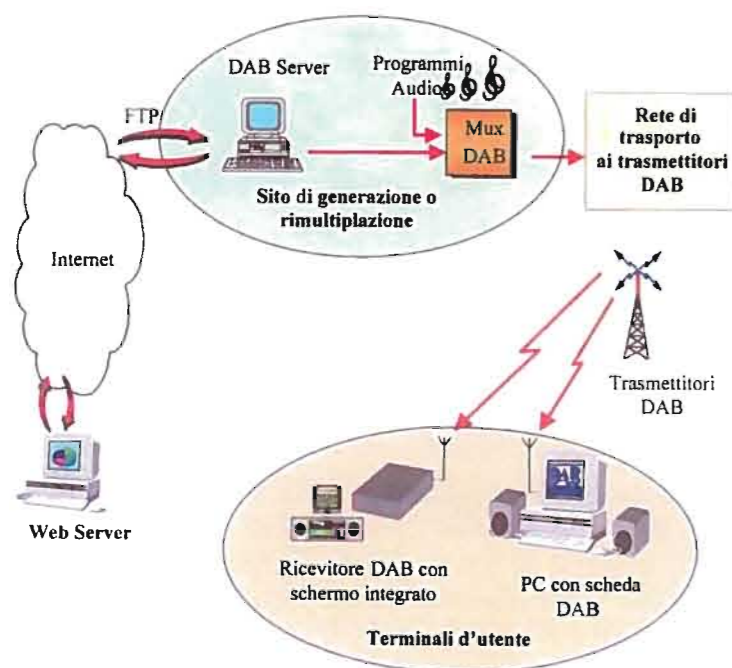 DAB Server
Programmi
Audio
FTP
Mux
DAB
Rete di
trasporto
ai trasmettitori
DAB
Sito di generazione o
rimultiplazione
Internet
Trasmettitori
DAB
Web Server
DAB
Ricevitore DAB con
schermo integrato
PC con scheda
DAB
Terminali d'utente